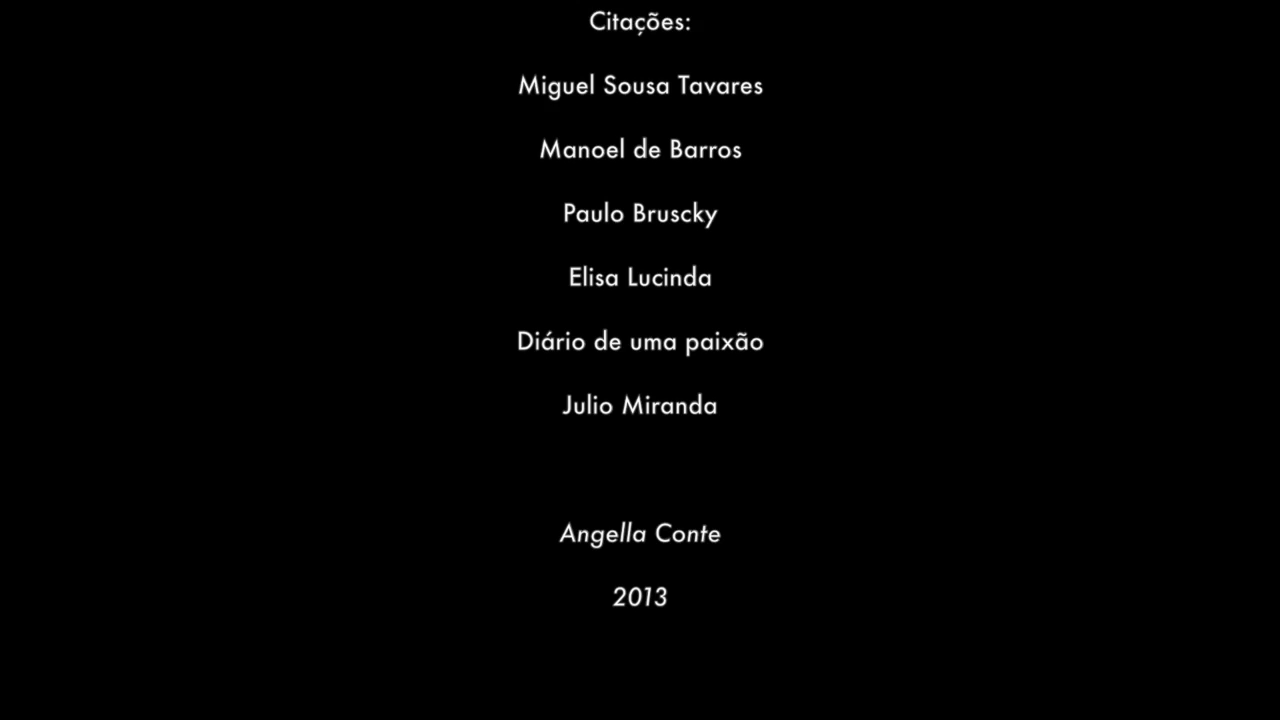 Citações:
Miguel Sousa Tavares
Manoel de Barros
Paulo Bruscky
Elisa Lucinda
Diário de uma paixão
Julio Miranda
Angella Conte
2013